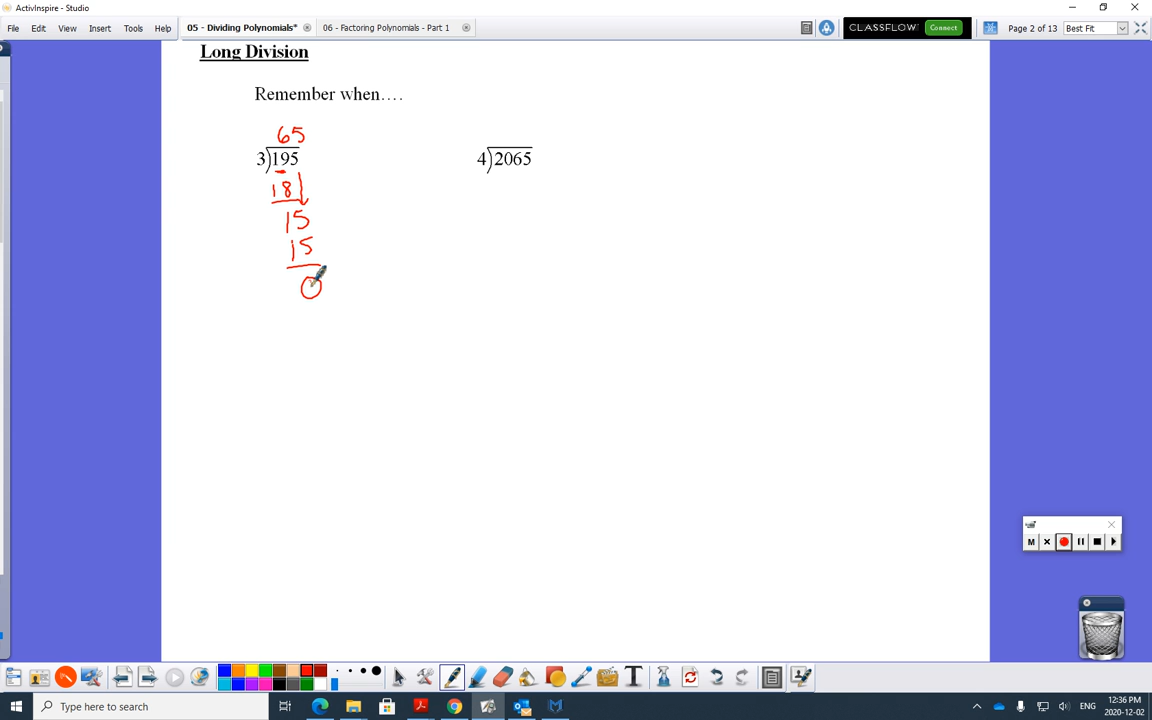 ActivInspire - Studio
File Edit View Insert Tools Help
05 - Dividing Polynomials*
06 - Factoring Polynomials - Part 1
CLASSFLOW Connect
Page 2 of 13
Best Fit
Long Division
Remember when….
65
3)195
18
15
15
0
4)2065
M
T
Type here to search
ENG
12:36 PM
2020-12-02